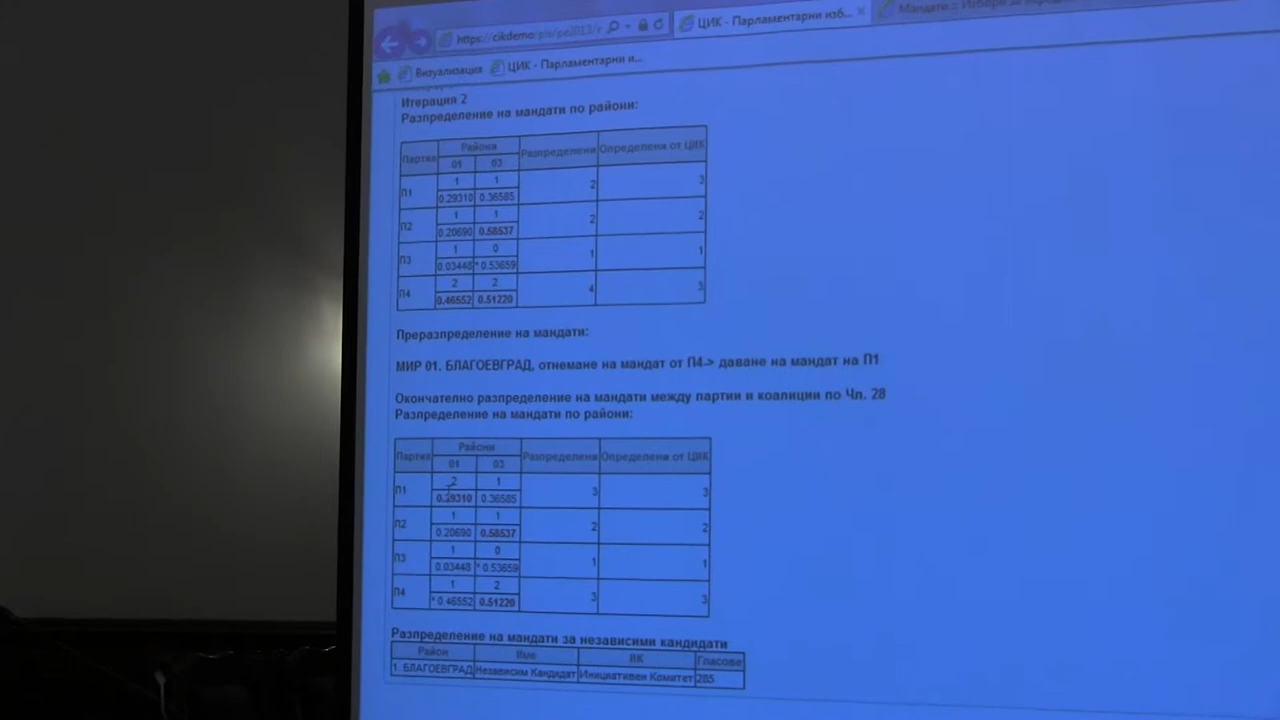 https://cikdemo
ЦИК - Парламентарни изб...
Визуализация
ЦИК - Парламентарни и...
Итерация 2
Разпределение на мандати по райони:
Партия Райони Разпределени Определени от ЦИК
01 03
П1 1 1 2 3
0.29310 0.36585
П2 1 1 2 2
0.20690 0.58537
П3 1 0 1 1
0.03448 * 0.53659
П4 2 2 4 3
0.46552 0.51220
Преразпределение на мандати:
МИР 01. БЛАГОЕВГРАД, отнемане на мандат от П4-> даване на мандат на П1
Окончателно разпределение на мандати между партии и коалиции по Чл. 28
Разпределение на мандати по райони:
Партия Райони Разпределени Определени от ЦИК
01 03
П1 2 1 3 3
0.29310 0.36585
П2 1 1 2 2
0.20690 0.58537
П3 1 0 1 1
0.03448 * 0.53659
П4 1 2 3 3
* 0.46552 0.51220
Разпределение на мандати за независими кандидати
Район Име ИК Гласове
1. БЛАГОЕВГРАД Независим Кандидат Инициативен Комитет 285